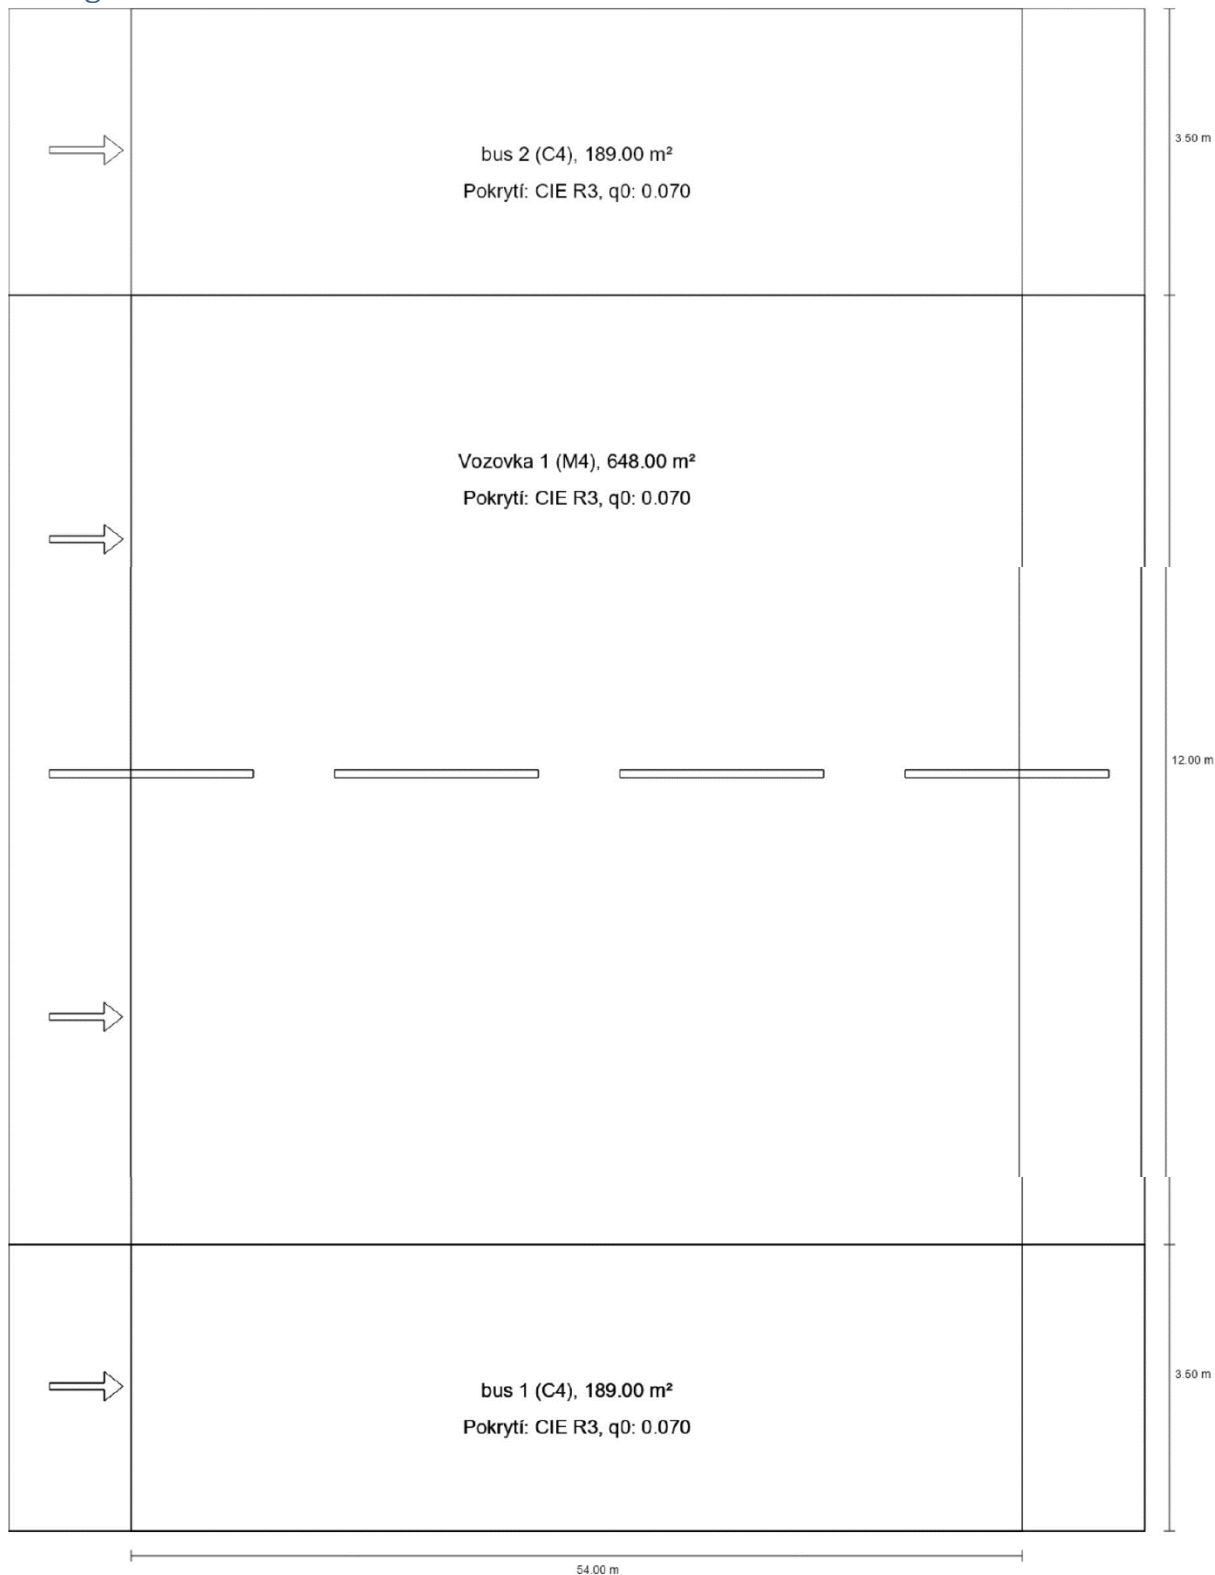 bus 2 (C4), 189.00 m²
Pokrytí: CIE R3, q0: 0.070
3.50 m
Vozovka 1 (M4), 648.00 m²
Pokrytí: CIE R3, q0: 0.070
12.00 m
bus 1 (C4), 189.00 m²
Pokrytí: CIE R3, q0: 0.070
3.50 m
54.00 m